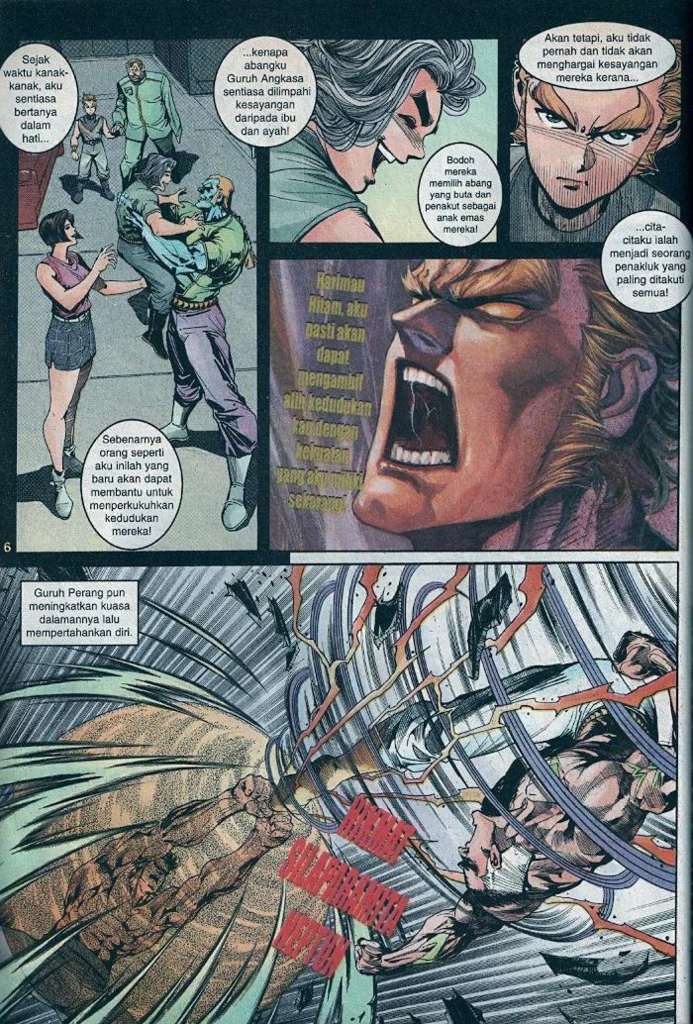 Sejak
waktu kanak-
kanak, aku
sentiasa
bertanya
dalam
hati...
...kenapa
abangku
Guruh Angkasa
sentiasa dilimpahi
kesayangan
daripada ibu
dan ayah!
Bodoh
mereka
memilih abang
yang buta dan
penakut sebagai
anak emas
mereka!
Akan tetapi, aku tidak
pernah dan tidak akan
menghargai kesayangan
mereka kerana...
...cita-
citaku ialah
menjadi seorang
penakluk yang
paling ditakuti
semua!
Sebenarnya
orang seperti
aku inilah yang
baru akan dapat
membantu untuk
memperkukuhkan
kedudukan
mereka!
Harimau
Hitam, aku
pasti akan
dapat
mengambil
alih kedudukan
kau dengan
kekuatan
yang aku miliki
sekarang!
6
Guruh Perang pun
meningkatkan kuasa
dalamannya lalu
mempertahankan diri.